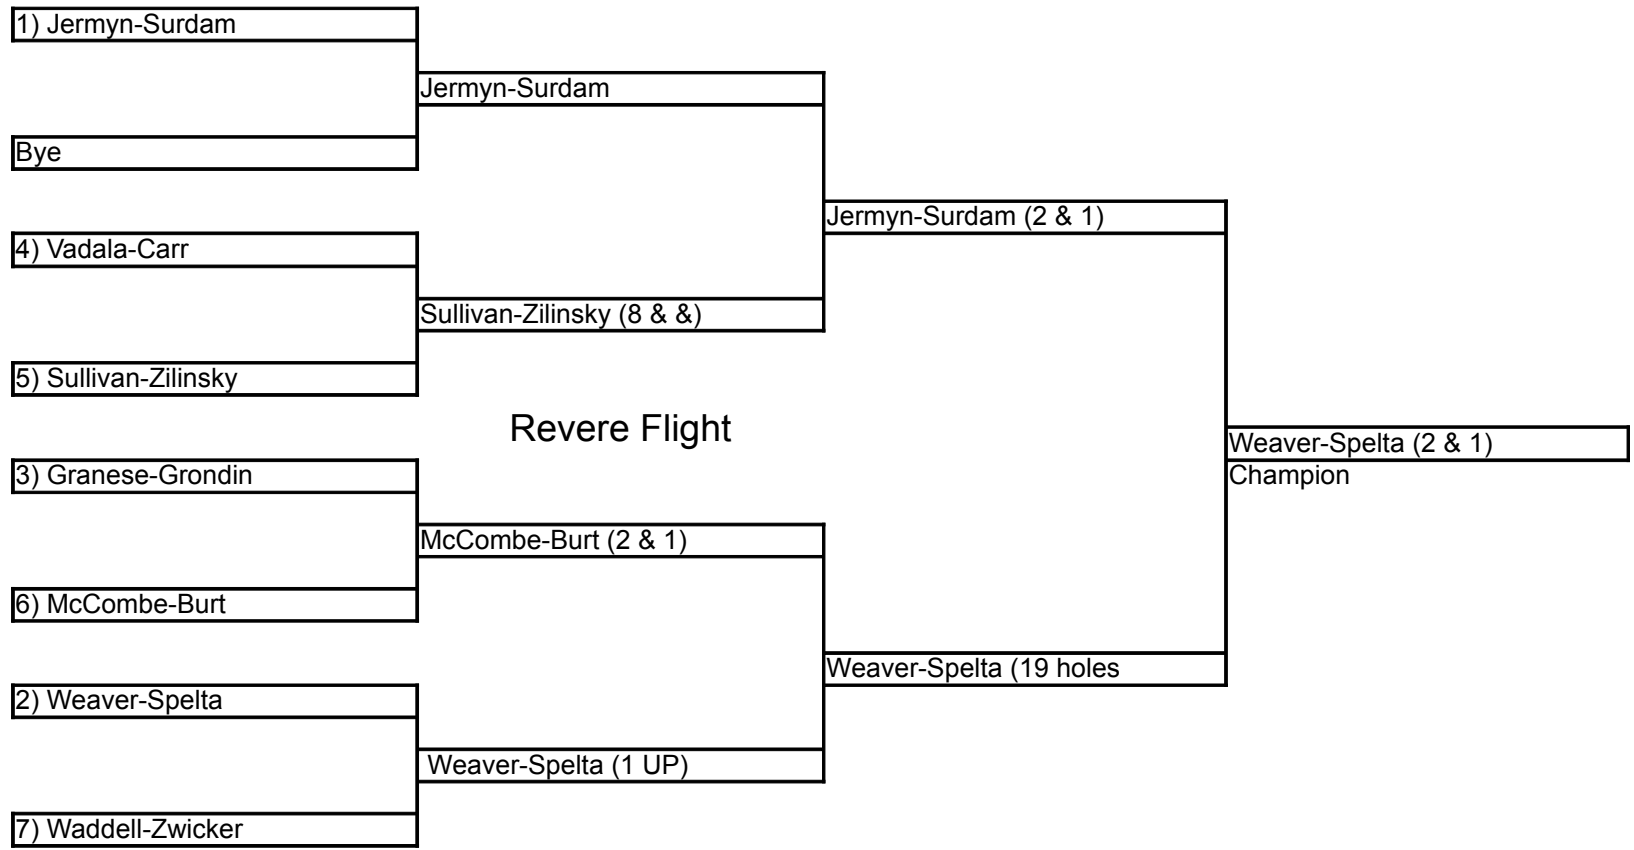 1) Jermyn-Surdam
Jermyn-Surdam
Bye
Jermyn-Surdam (2 & 1)
4) Vadala-Carr
Sullivan-Zilinsky (8 & &)
5) Sullivan-Zilinsky
Revere Flight
Weaver-Spelta (2 & 1)
3) Granese-Grondin
Champion
McCombe-Burt (2 & 1)
6) McCombe-Burt
Weaver-Spelta (19 holes
2) Weaver-Spelta
Weaver-Spelta (1 UP)
7) Waddell-Zwicker